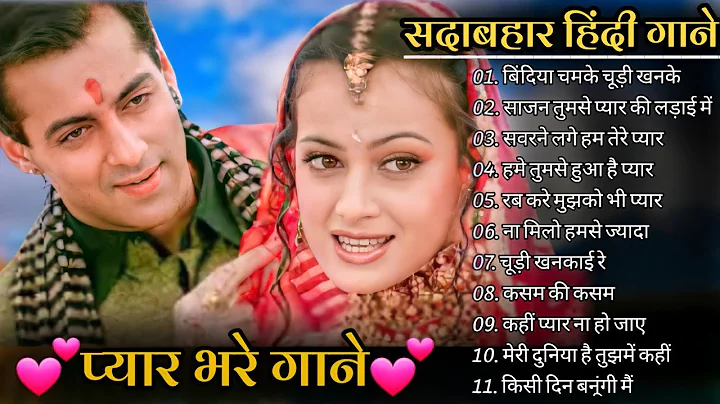 सदाबहार हिंदी गाने
01. बिंदिया चमके चूड़ी खनके
02. साजन तुमसे प्यार की लड़ाई में
03. सवरने लगे हम तेरे प्यार
04. हमे तुमसे हुआ है प्यार
05. रब करे मुझको भी प्यार
06. ना मिलो हमसे ज्यादा
07. चूड़ी खनकाई रे
08. कसम की कसम
09. कहीं प्यार ना हो जाए
10. मेरी दुनिया है तुझमें कहीं
11. किसी दिन बनूंगी मैं
प्यार भरे गाने